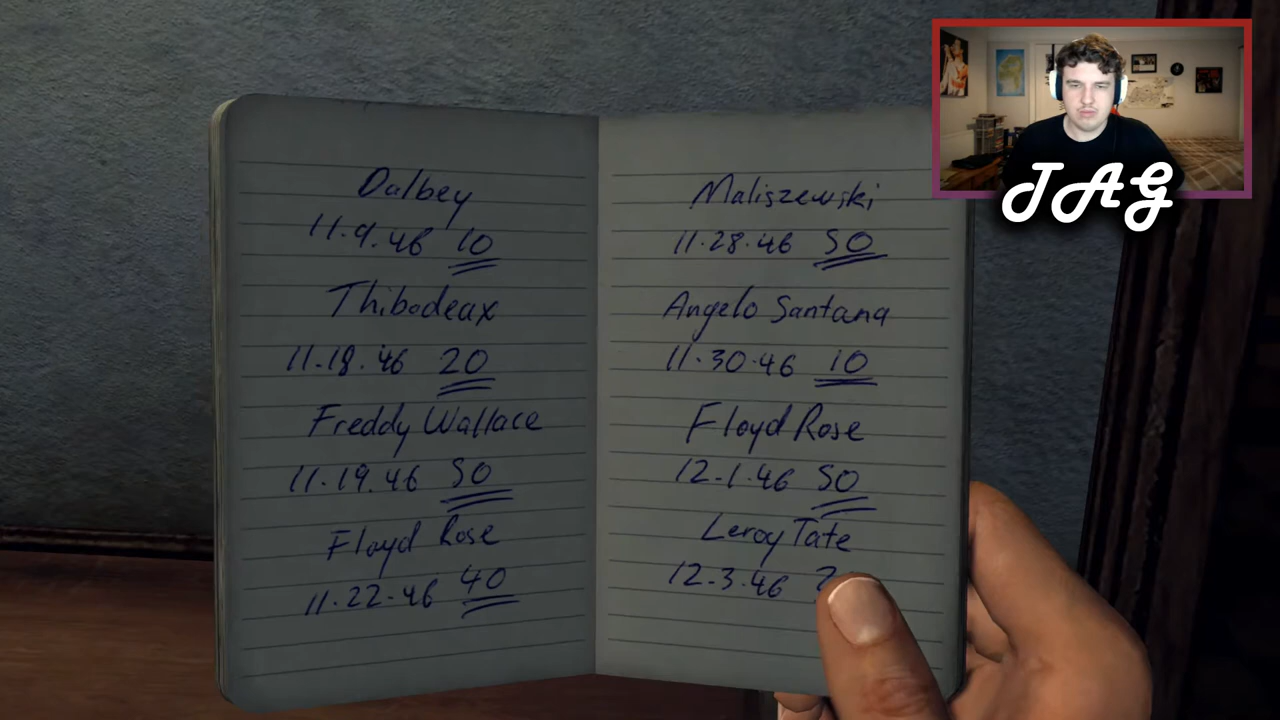 Dalbey
11.9.46 10
Thibodeax
11.18.46 20
Freddy Wallace
11.19.46 50
Floyd Rose
11.22.46 40
Maliszewski
11.28.46 50
Angelo Santana
11.30.46 10
Floyd Rose
12.1.46 50
Leroy Tate
12.3.46
TAG